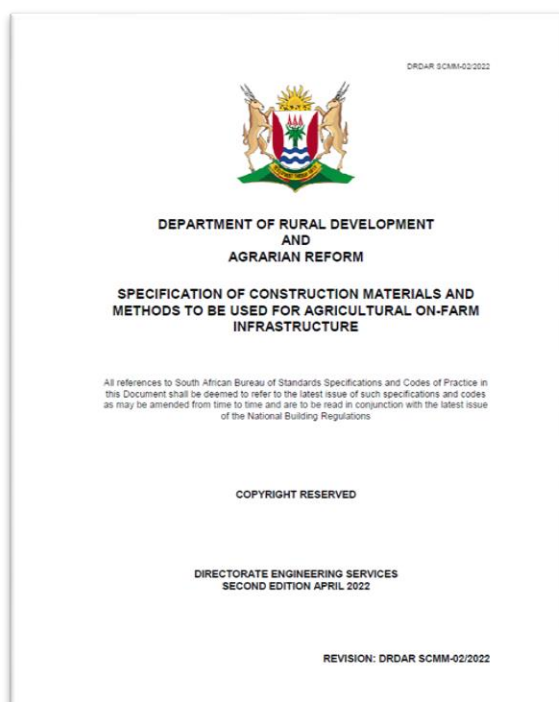 DRDAR SCMM-02/2022
DEPARTMENT OF RURAL DEVELOPMENT
AND
AGRARIAN REFORM
SPECIFICATION OF CONSTRUCTION MATERIALS AND
METHODS TO BE USED FOR AGRICULTURAL ON-FARM
INFRASTRUCTURE
All references to South African Bureau of Standards Specifications and Codes of Practice in
this Document shall be deemed to refer to the latest issue of such specifications and codes
as may be amended from time to time and are to be read in conjunction with the latest issue
of the National Building Regulations
COPYRIGHT RESERVED
DIRECTORATE ENGINEERING SERVICES
SECOND EDITION APRIL 2022
REVISION: DRDAR SCMM-02/2022